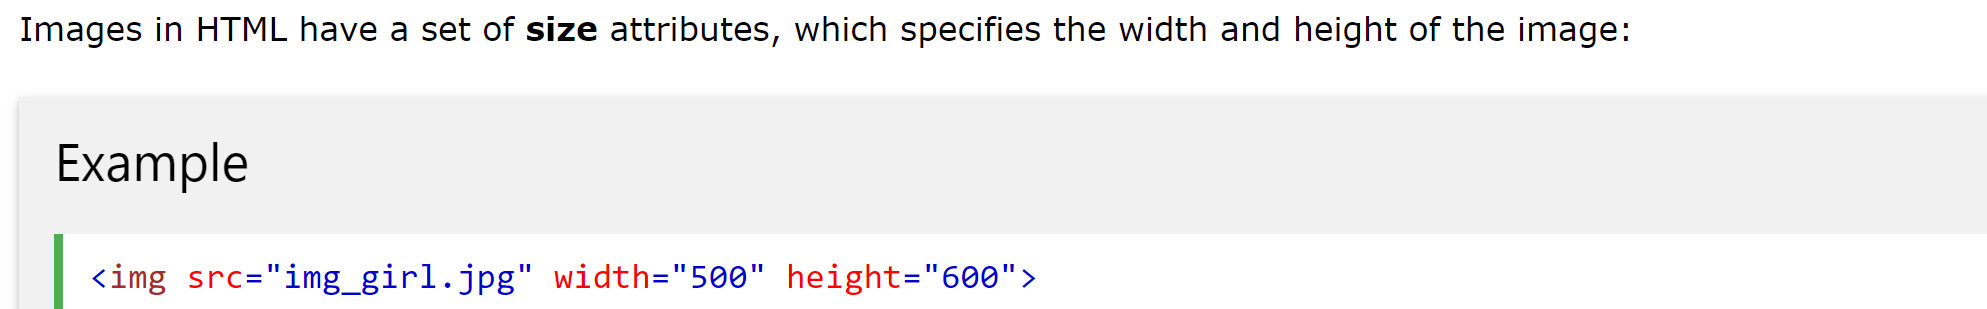 Images in HTML have a set of size attributes, which specifies the width and height of the image:
Example
<img src="img_girl.jpg" width="500" height="600">